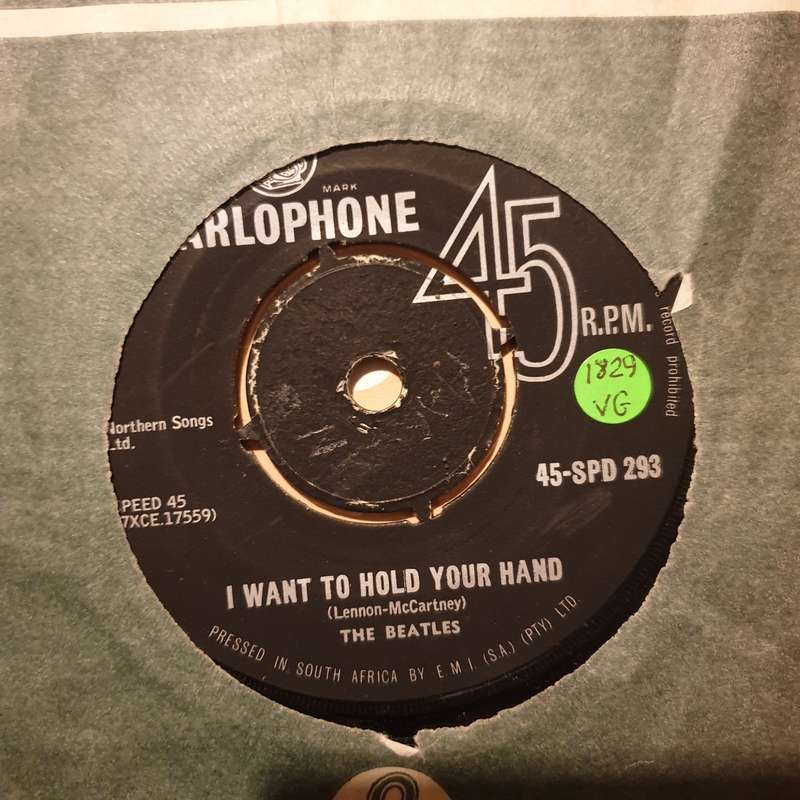 MARK
ARLOPHONE
45
R.P.M.
record prohibited
1829
VG
Northern Songs
Ltd.
45-SPD 293
PEED 45
7XCE.17559)
I WANT TO HOLD YOUR HAND
(Lennon-McCartney)
THE BEATLES
PRESSED IN SOUTH AFRICA BY E M I (S.A.) (PTY) LTD.